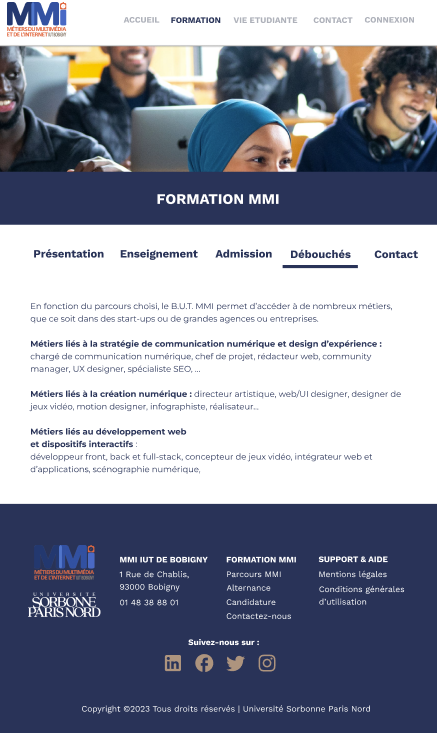 MMi
MÉTIERS DU MULTIMÉDIA
ET DE L'INTERNET IUT BOBIGNY
ACCUEIL FORMATION VIE ETUDIANTE CONTACT CONNEXION
FORMATION MMI
Présentation Enseignement Admission Débouchés Contact
En fonction du parcours choisi, le B.U.T. MMI permet d'accéder à de nombreux métiers,
que ce soit dans des start-ups ou de grandes agences ou entreprises.
Métiers liés à la stratégie de communication numérique et design d'expérience :
chargé de communication numérique, chef de projet, rédacteur web, community
manager, UX designer, spécialiste SEO, ...
Métiers liés à la création numérique : directeur artistique, web/UI designer, designer de
jeux vidéo, motion designer, infographiste, réalisateur...
Métiers liés au développement web
et dispositifs interactifs :
développeur front, back et full-stack, concepteur de jeux vidéo, intégrateur web et
d'applications, scénographie numérique,
MMi
MÉTIERS DU MULTIMÉDIA
ET DE L'INTERNET IUT BOBIGNY
UNIVERSITÉ
SORBONNE
PARIS NORD
MMI IUT DE BOBIGNY
1 Rue de Chablis,
93000 Bobigny
01 48 38 88 01
FORMATION MMI
Parcours MMI
Alternance
Candidature
Contactez-nous
SUPPORT & AIDE
Mentions légales
Conditions générales
d'utilisation
Suivez-nous sur :
Copyright ©2023 Tous droits réservés | Université Sorbonne Paris Nord